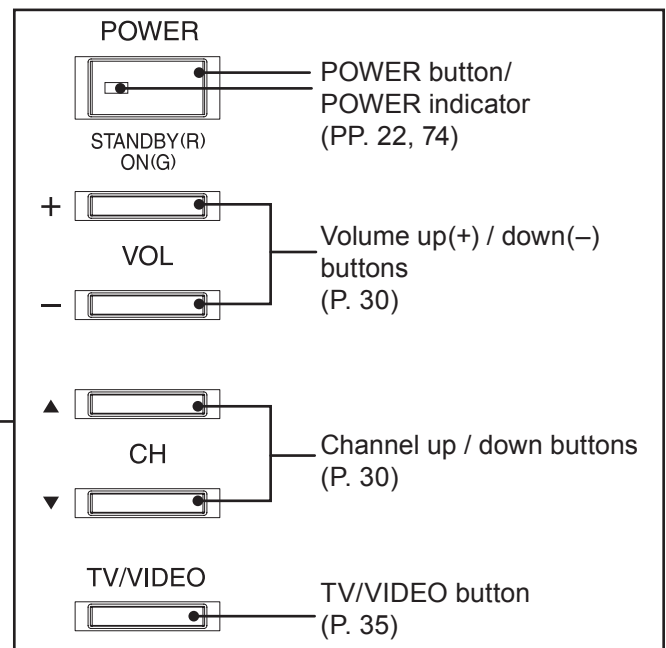 POWER
POWER button/
POWER indicator
(PP. 22, 74)
STANDBY(R)
ON(G)
+
VOL
–
Volume up(+) / down(–)
buttons
(P. 30)
▲
CH
▼
Channel up / down buttons
(P. 30)
TV/VIDEO
TV/VIDEO button
(P. 35)